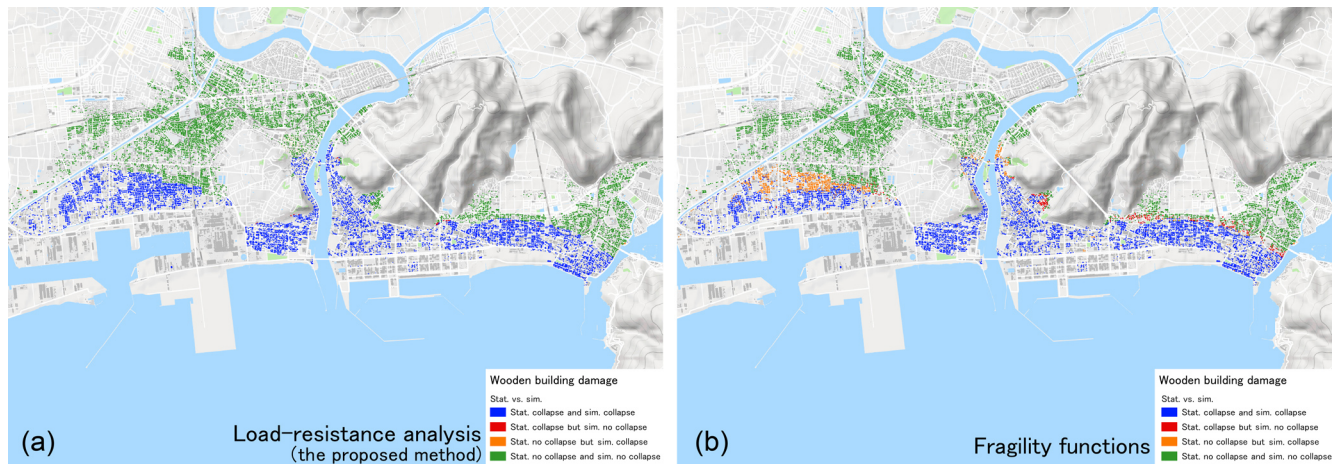 (a)
Load-resistance analysis
(the proposed method)
Wooden building damage
Stat. vs. sim.
Stat. collapse and sim. collapse
Stat. collapse but sim. no collapse
Stat. no collapse but sim. collapse
Stat. no collapse and sim. no collapse
(b)
Fragility functions
Wooden building damage
Stat. vs. sim.
Stat. collapse and sim. collapse
Stat. collapse but sim. no collapse
Stat. no collapse but sim. collapse
Stat. no collapse and sim. no collapse